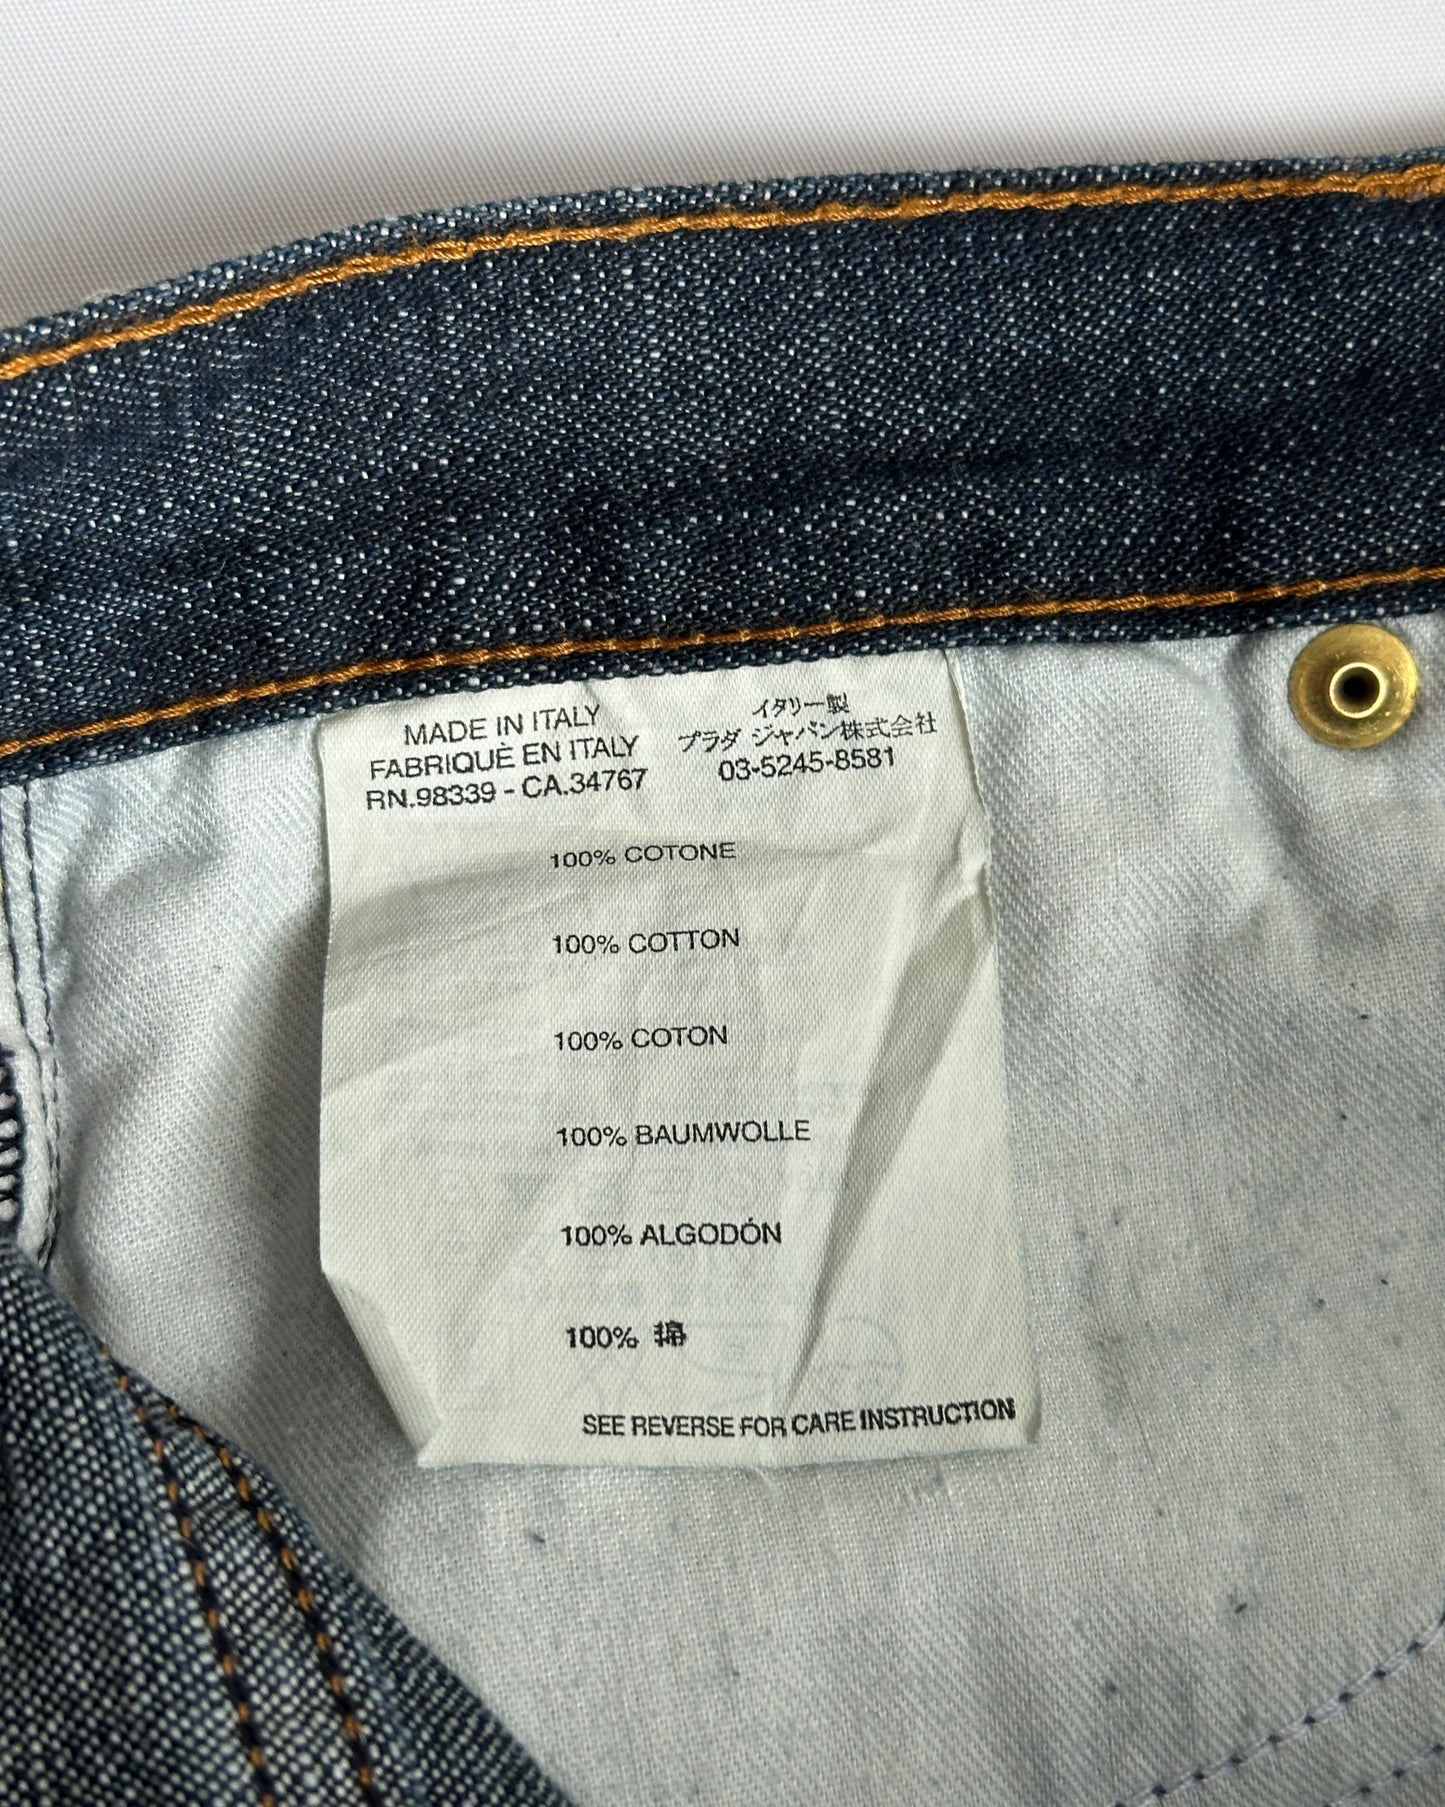 MADE IN ITALY
FABRIQUÈ EN ITALY
RN.98339 - CA.34767
イタリー製
プラダ ジャパン株式会社
03-5245-8581
100% COTONE
100% COTTON
100% COTON
100% BAUMWOLLE
100% ALGODÓN
100% 綿
SEE REVERSE FOR CARE INSTRUCTION